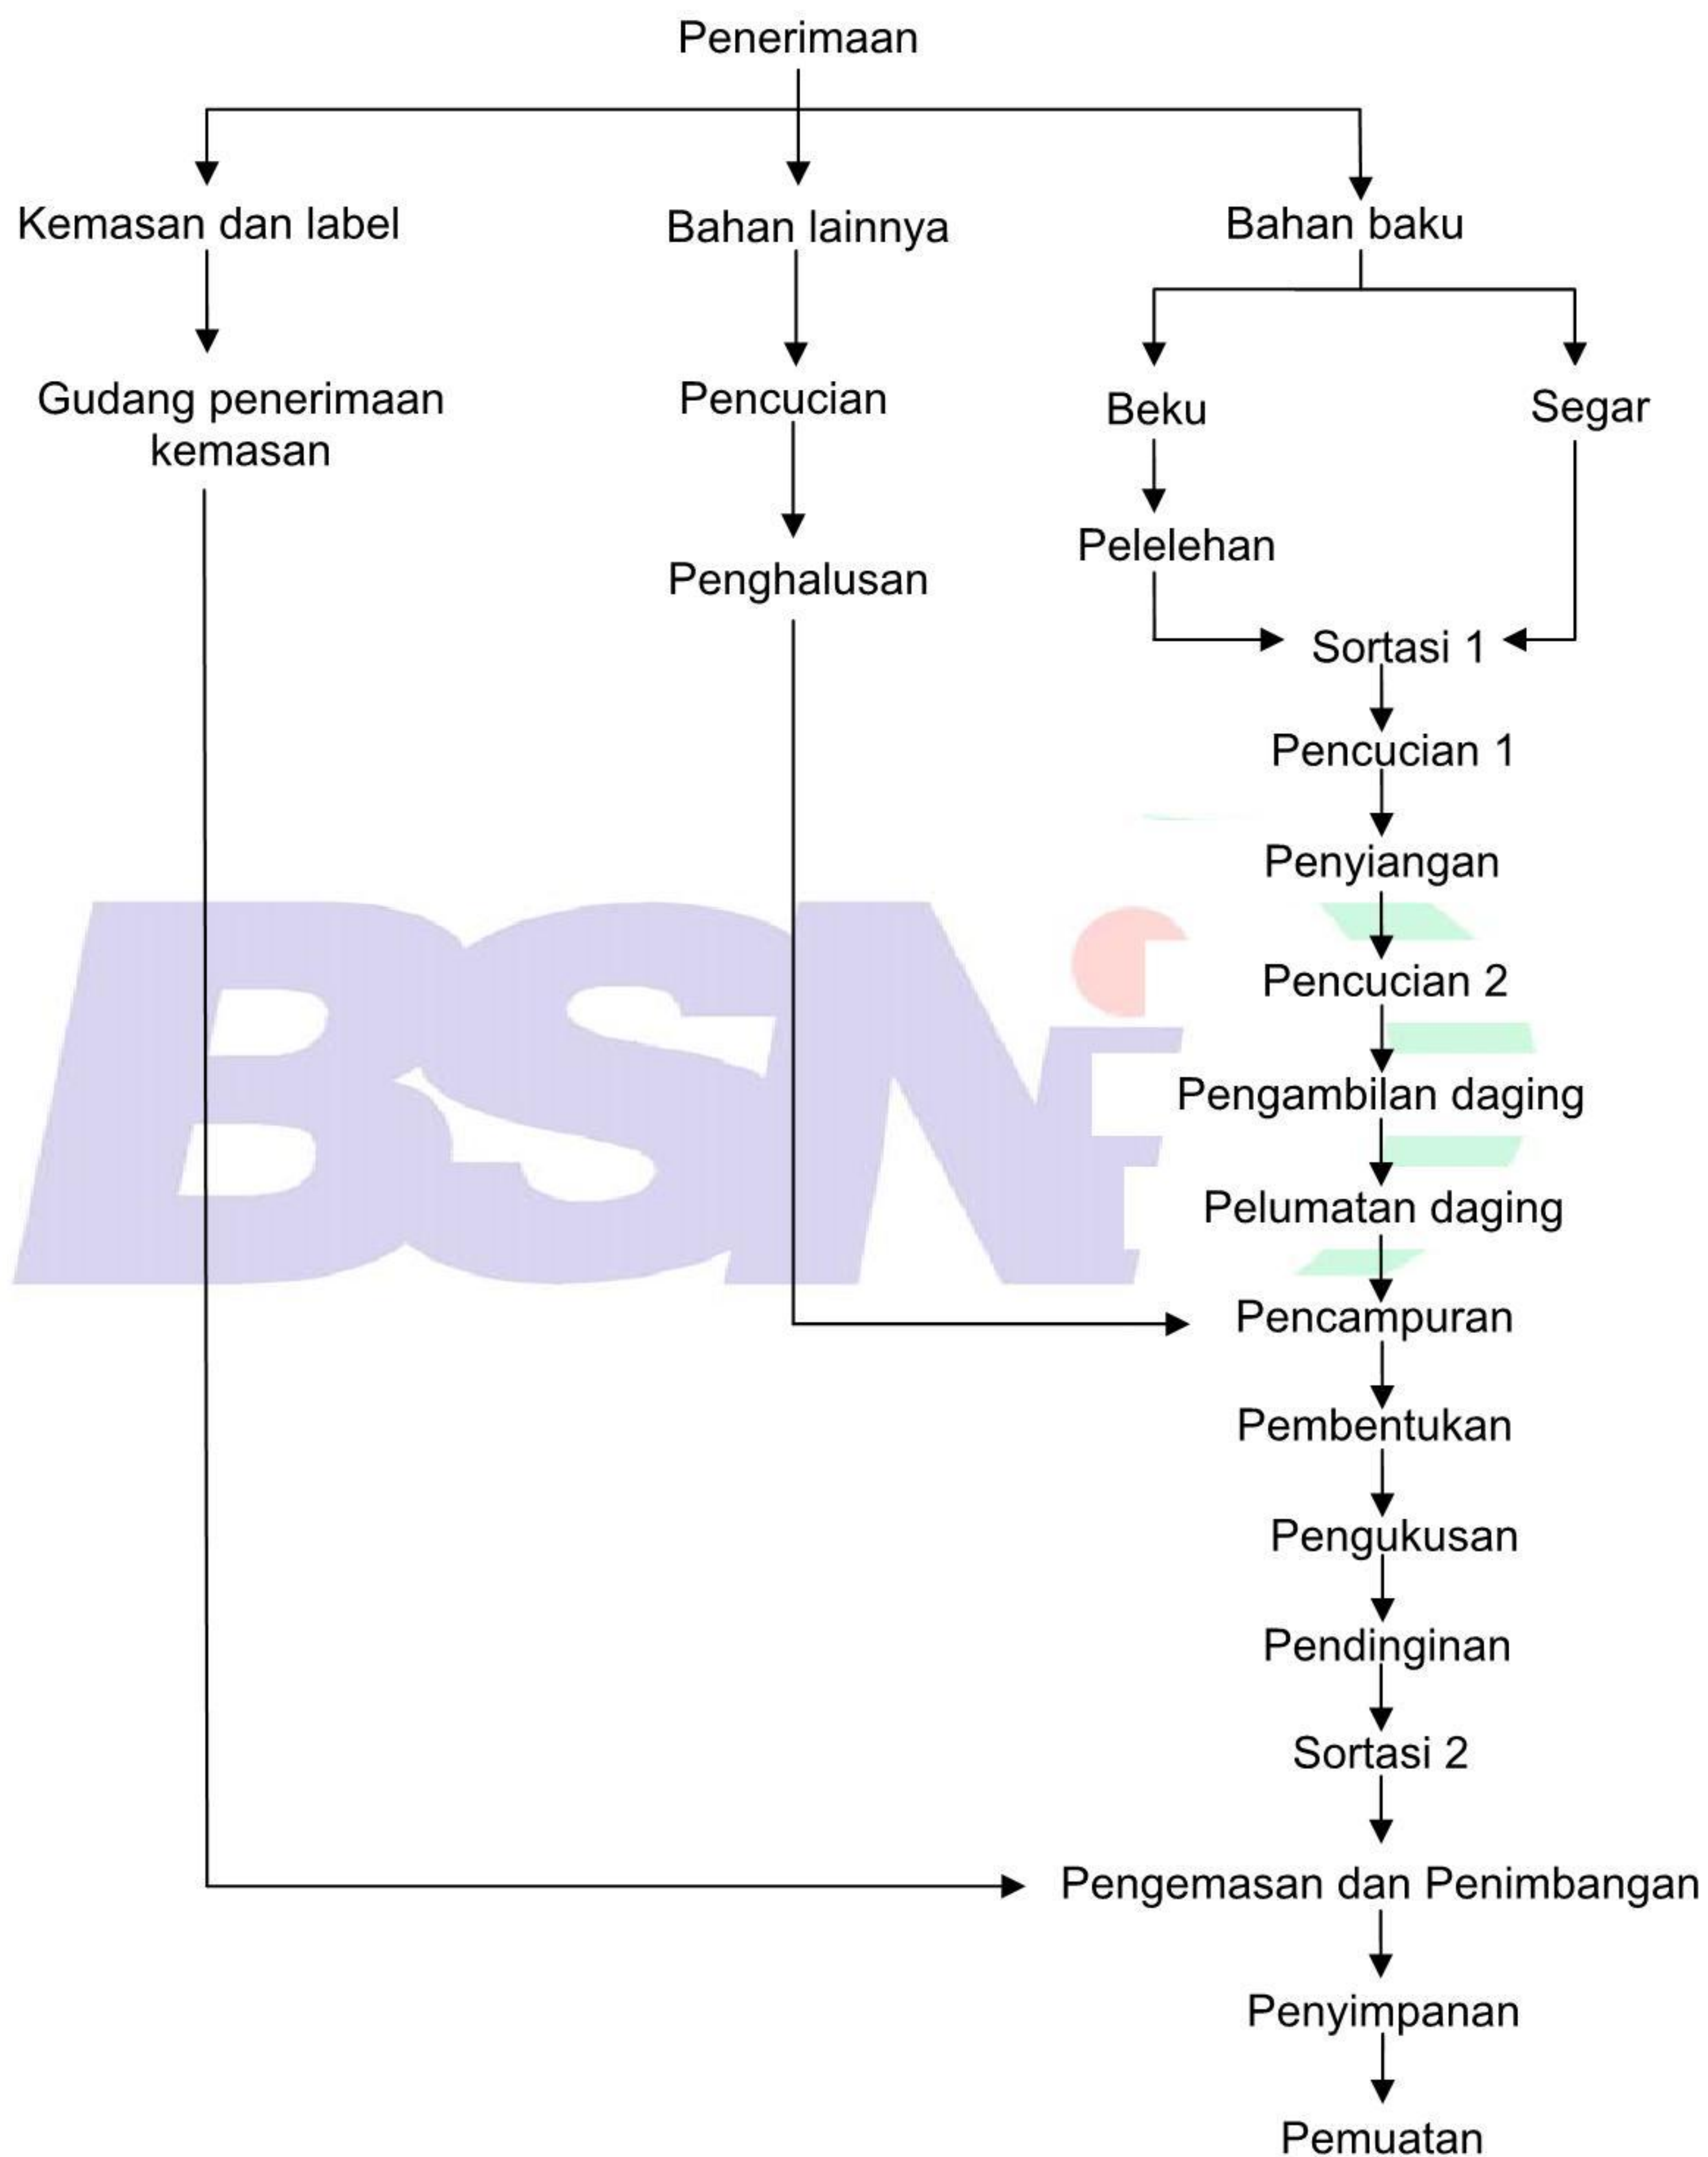 Penerimaan
Kemasan dan label
Bahan lainnya
Bahan baku
Gudang penerimaan
kemasan
Pencucian
Beku
Segar
Penghalusan
Pelelehan
Sortasi 1
Pencucian 1
Penyiangan
Pencucian 2
Pengambilan daging
Pelumatan daging
Pencampuran
Pembentukan
Pengukusan
Pendinginan
Sortasi 2
Pengemasan dan Penimbangan
Penyimpanan
Pemuatan
BSN